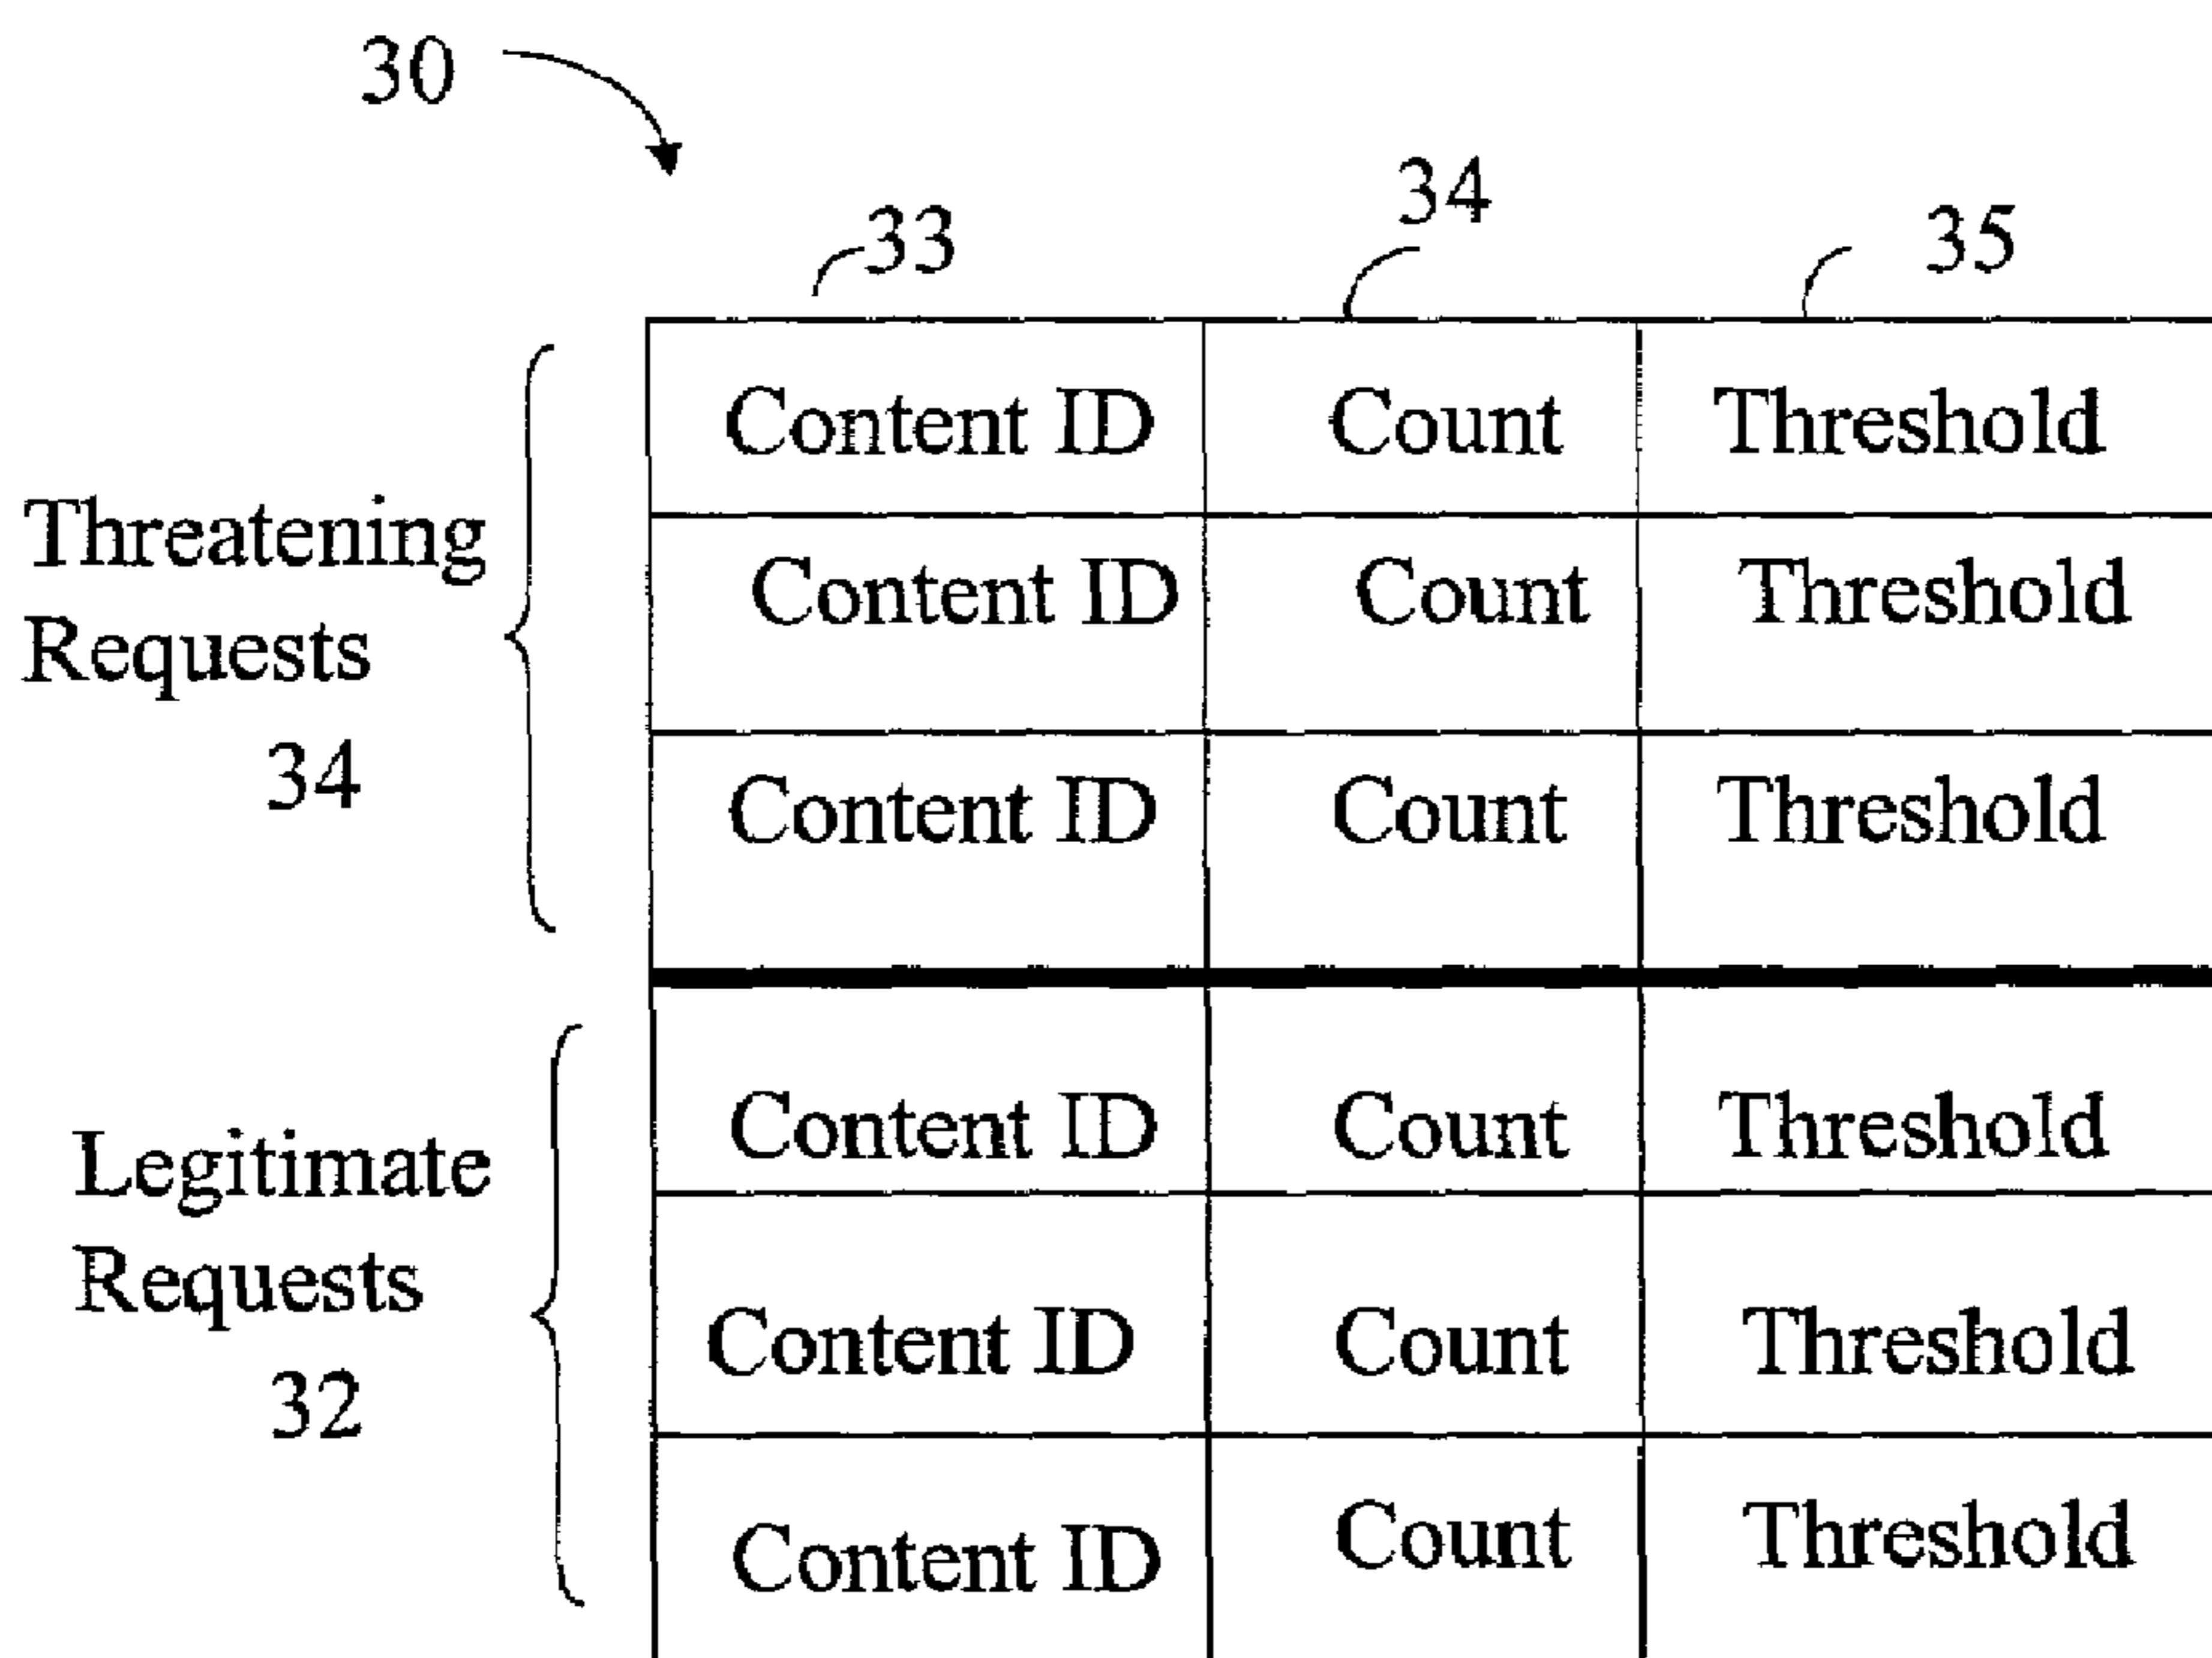 30
33
34
35
Content ID Count Threshold
Content ID Count Threshold
Content ID Count Threshold
Threatening
Requests
34
Content ID Count Threshold
Content ID Count Threshold
Content ID Count Threshold
Legitimate
Requests
32